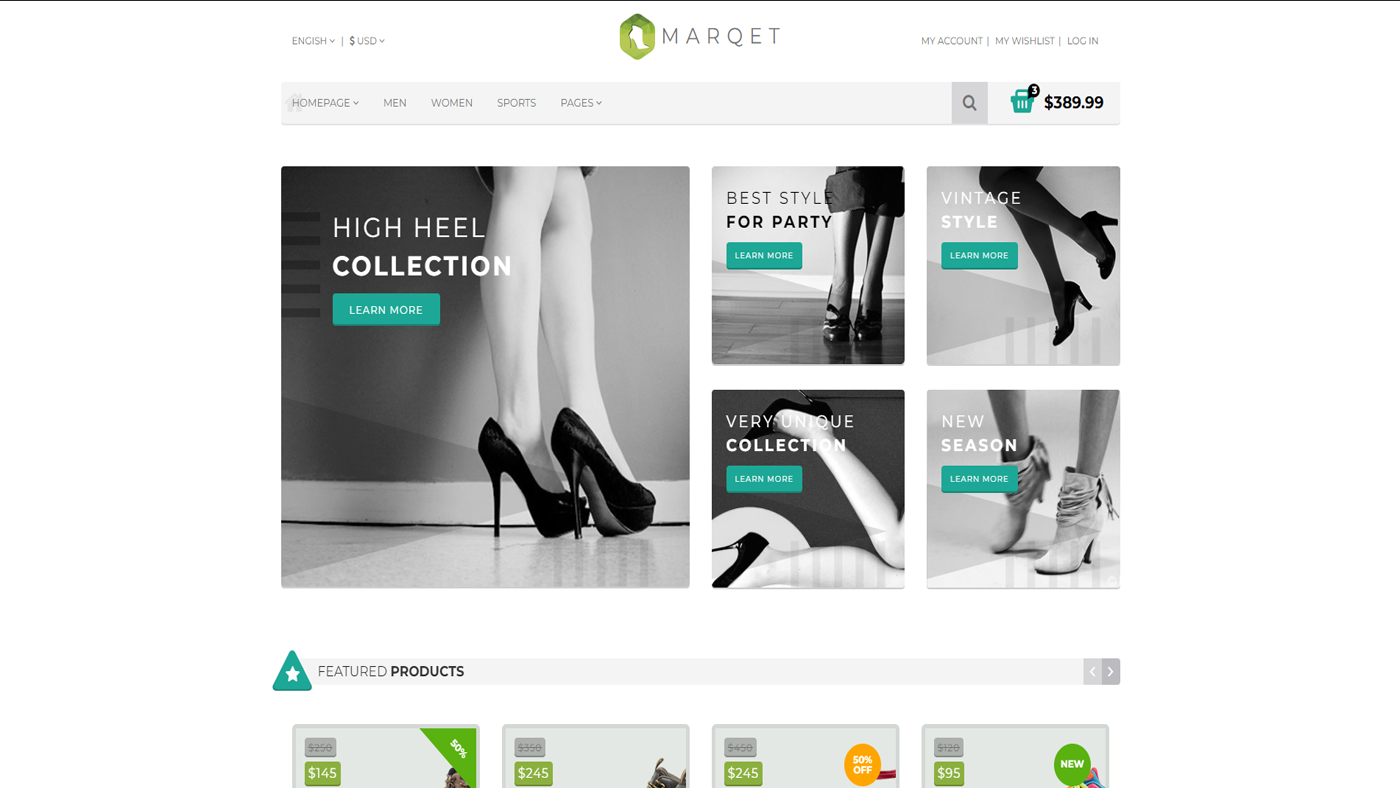 ENGISH | $ USD
MARQET
MY ACCOUNT | MY WISHLIST | LOG IN
HOMEPAGE MEN WOMEN SPORTS PAGES
3
$389.99
HIGH HEEL
COLLECTION
LEARN MORE
BEST STYLE
FOR PARTY
LEARN MORE
VINTAGE
STYLE
LEARN MORE
VERY UNIQUE
COLLECTION
LEARN MORE
NEW
SEASON
LEARN MORE
FEATURED PRODUCTS
$250
$145
50%
$350
$245
$450
$245
50%
OFF
$120
$95
NEW